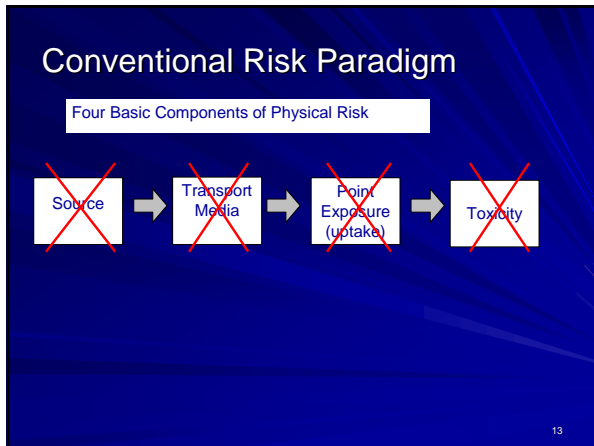 Conventional Risk Paradigm
Four Basic Components of Physical Risk
Source
Transport
Media
Point
Exposure
(uptake)
Toxicity
13